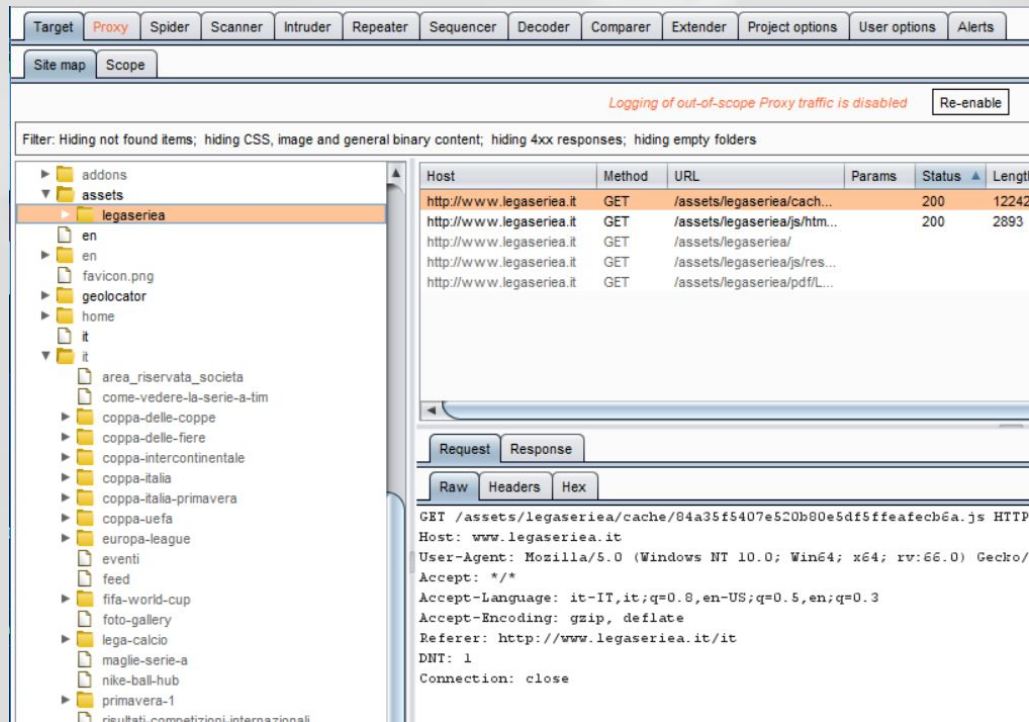 Target Proxy Spider Scanner Intruder Repeater Sequencer Decoder Comparer Extender Project options User options Alerts
Site map Scope
Logging of out-of-scope Proxy traffic is disabled Re-enable
Filter: Hiding not found items; hiding CSS, image and general binary content; hiding 4xx responses; hiding empty folders
addons
assets
legaseriea
en
en
favicon.png
geolocator
home
it
it
area_riservata_societa
come-vedere-la-serie-a-tim
coppa-delle-coppe
coppa-delle-fiere
coppa-intercontinentale
coppa-italia
coppa-italia-primavera
coppa-uefa
europa-league
eventi
feed
fifa-world-cup
foto-gallery
lega-calcio
maglie-serie-a
nike-ball-hub
primavera-1
risultati-competizioni-internazionali
Host Method URL Params Status Length
http://www.legaseriea.it GET /assets/legaseriea/cach... 200 12242
http://www.legaseriea.it GET /assets/legaseriea/js/htm... 200 2893
http://www.legaseriea.it GET /assets/legaseriea/
http://www.legaseriea.it GET /assets/legaseriea/js/res...
http://www.legaseriea.it GET /assets/legaseriea/pdf/L...
Request Response
Raw Headers Hex
GET /assets/legaseriea/cache/84a35f5407e520b80e5df5ffeafecb6a.js HTTP
Host: www.legaseriea.it
User-Agent: Mozilla/5.0 (Windows NT 10.0; Win64; x64; rv:66.0) Gecko/
Accept: */*
Accept-Language: it-IT,it;q=0.8,en-US;q=0.5,en;q=0.3
Accept-Encoding: gzip, deflate
Referer: http://www.legaseriea.it/it
DNT: 1
Connection: close